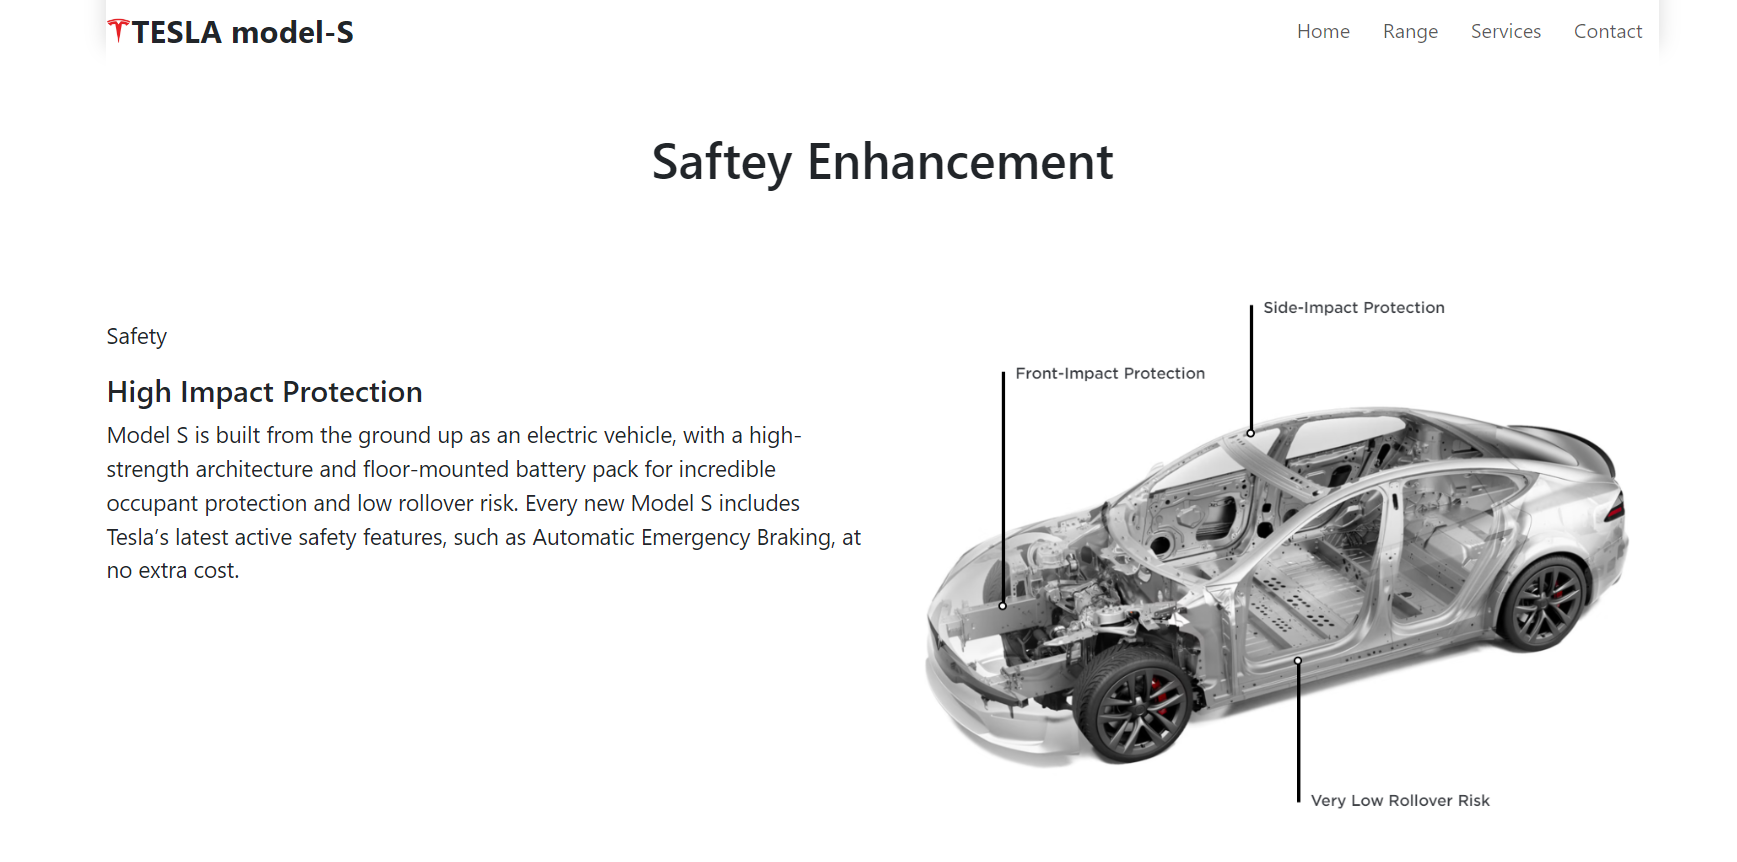 TESLA model-S
Home Range Services Contact
Saftey Enhancement
Safety
High Impact Protection
Model S is built from the ground up as an electric vehicle, with a high-
strength architecture and floor-mounted battery pack for incredible
occupant protection and low rollover risk. Every new Model S includes
Tesla’s latest active safety features, such as Automatic Emergency Braking, at
no extra cost.
Side-Impact Protection
Front-Impact Protection
Very Low Rollover Risk